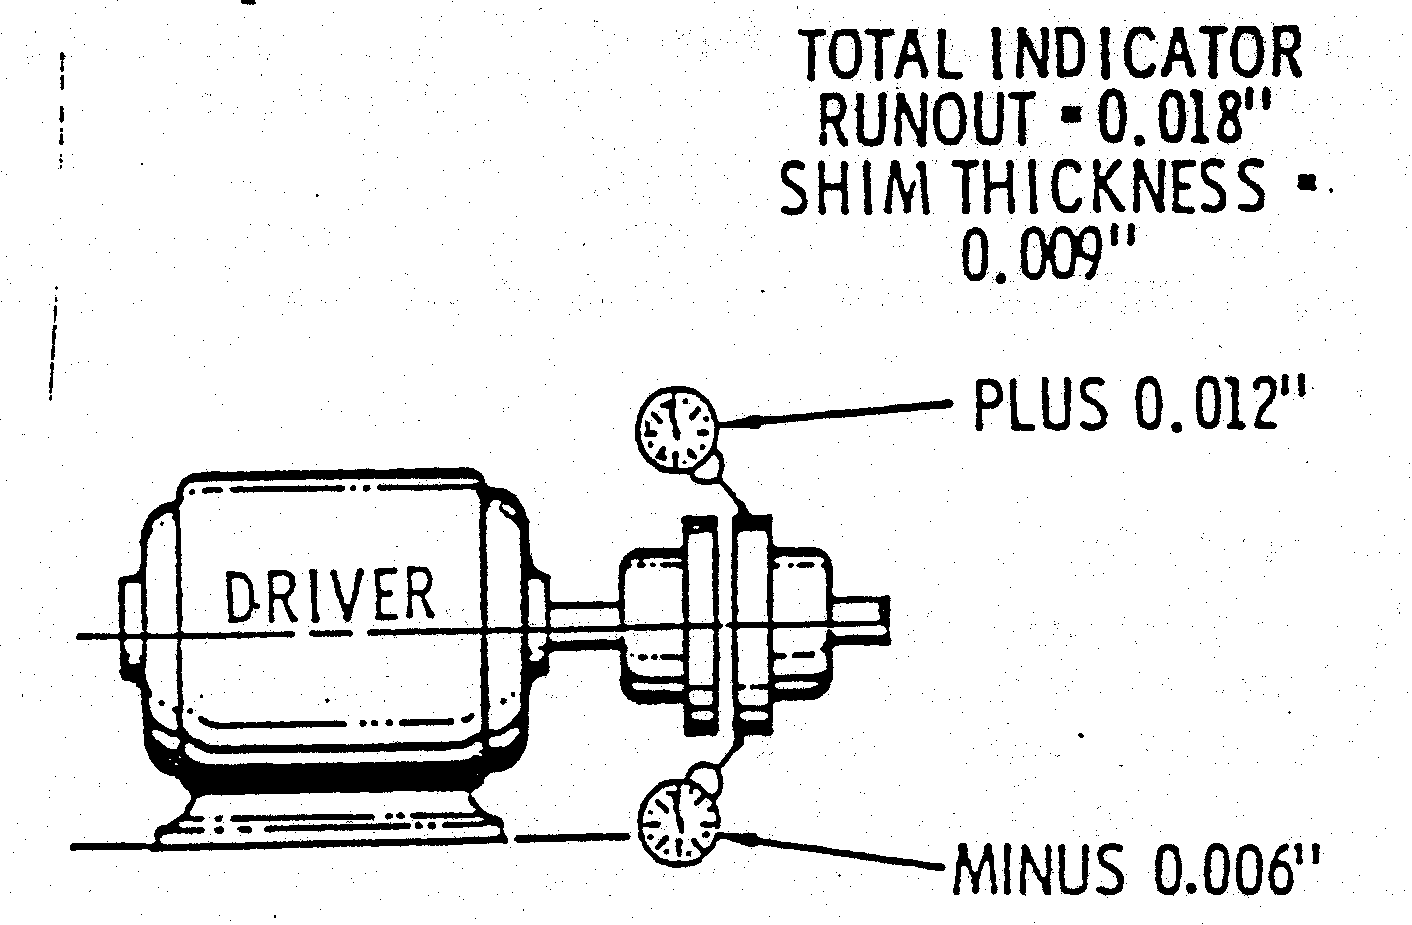 TOTAL INDICATOR
RUNOUT = 0.018"
SHIM THICKNESS =
0.009"
PLUS 0.012"
DRIVER
MINUS 0.006"